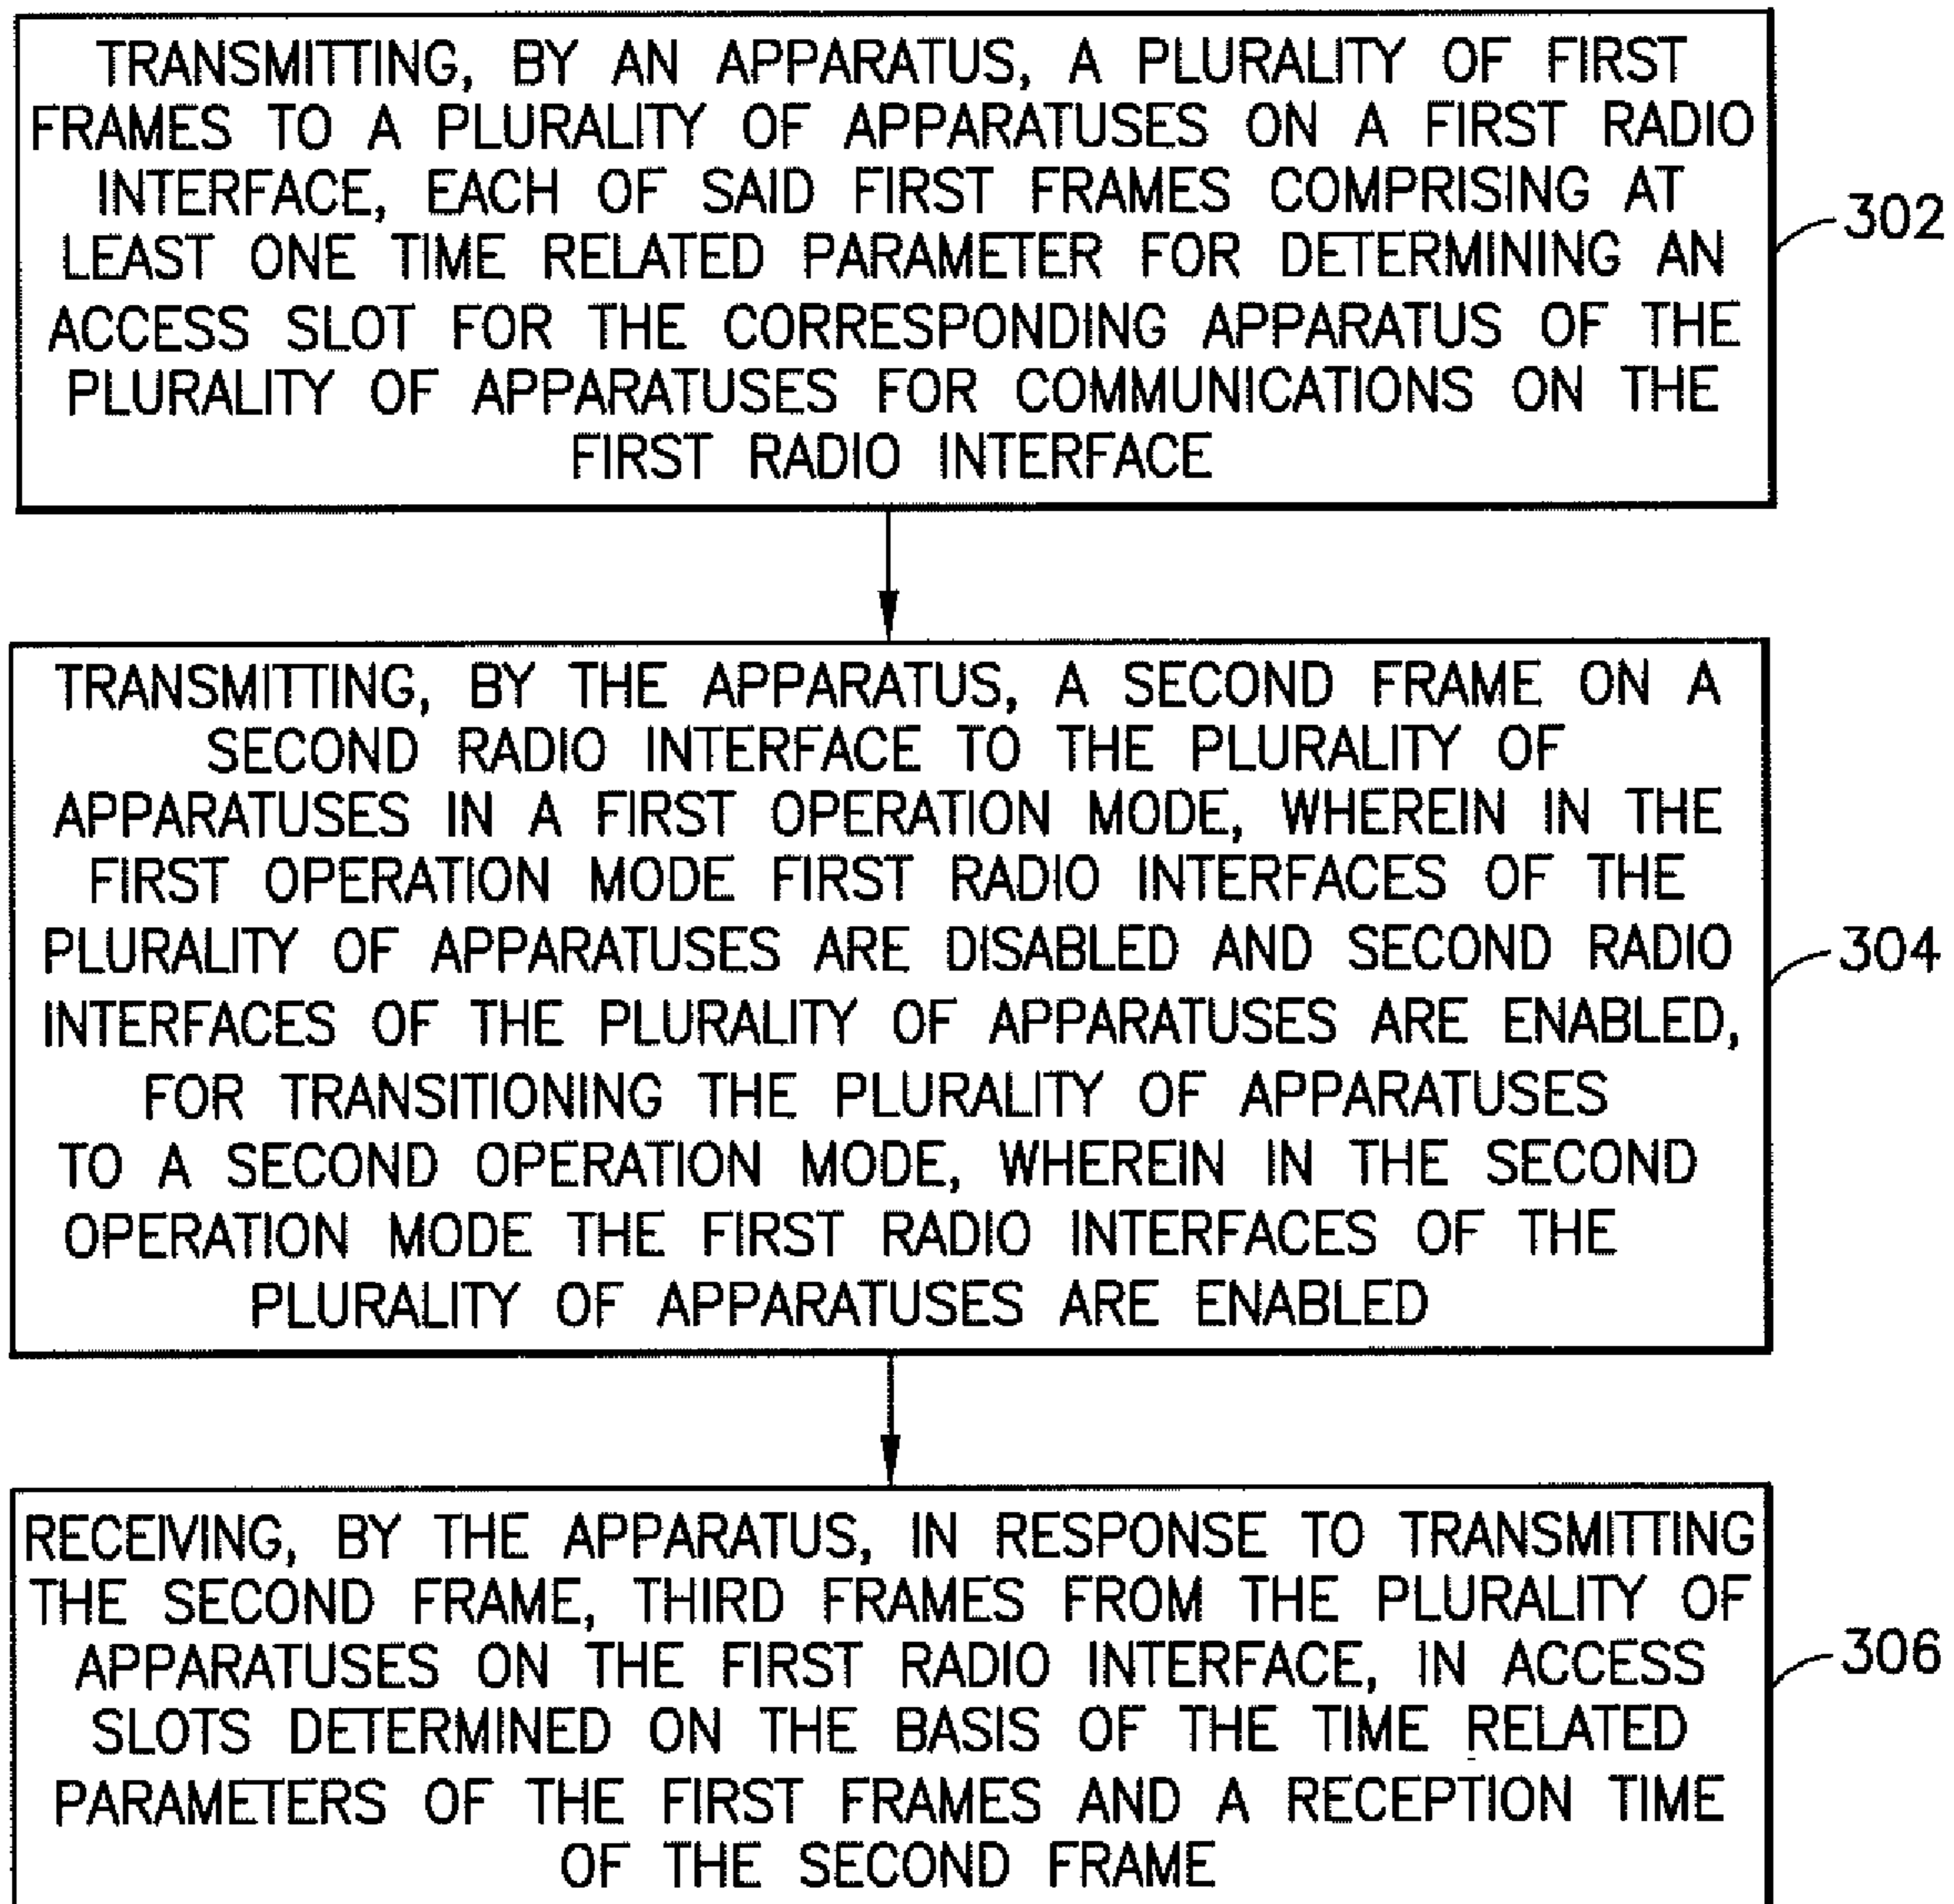 TRANSMITTING, BY AN APPARATUS, A PLURALITY OF FIRST
FRAMES TO A PLURALITY OF APPARATUSES ON A FIRST RADIO
INTERFACE, EACH OF SAID FIRST FRAMES COMPRISING AT
LEAST ONE TIME RELATED PARAMETER FOR DETERMINING AN
ACCESS SLOT FOR THE CORRESPONDING APPARATUS OF THE
PLURALITY OF APPARATUSES FOR COMMUNICATIONS ON THE
FIRST RADIO INTERFACE
302
TRANSMITTING, BY THE APPARATUS, A SECOND FRAME ON A
SECOND RADIO INTERFACE TO THE PLURALITY OF
APPARATUSES IN A FIRST OPERATION MODE, WHEREIN IN THE
FIRST OPERATION MODE FIRST RADIO INTERFACES OF THE
PLURALITY OF APPARATUSES ARE DISABLED AND SECOND RADIO
INTERFACES OF THE PLURALITY OF APPARATUSES ARE ENABLED,
FOR TRANSITIONING THE PLURALITY OF APPARATUSES
TO A SECOND OPERATION MODE, WHEREIN IN THE SECOND
OPERATION MODE THE FIRST RADIO INTERFACES OF THE
PLURALITY OF APPARATUSES ARE ENABLED
304
RECEIVING, BY THE APPARATUS, IN RESPONSE TO TRANSMITTING
THE SECOND FRAME, THIRD FRAMES FROM THE PLURALITY OF
APPARATUSES ON THE FIRST RADIO INTERFACE, IN ACCESS
SLOTS DETERMINED ON THE BASIS OF THE TIME RELATED
PARAMETERS OF THE FIRST FRAMES AND A RECEPTION TIME
OF THE SECOND FRAME
306